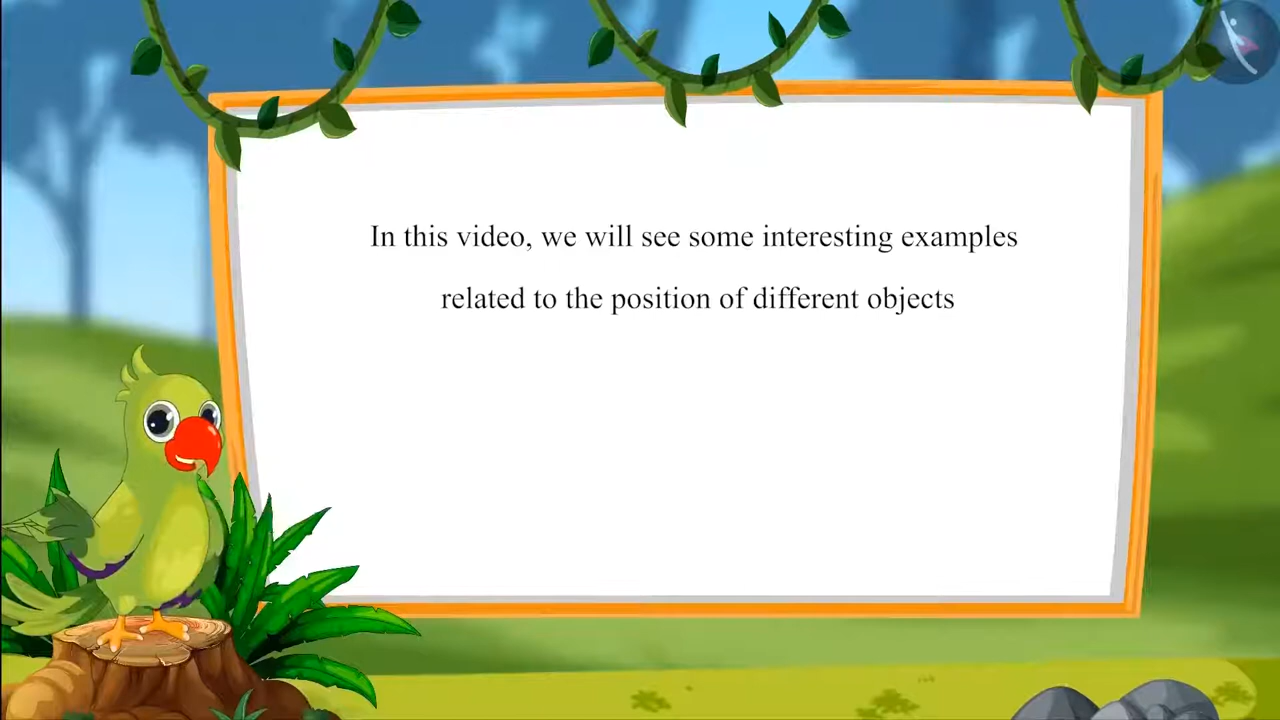 In this video, we will see some interesting examples
related to the position of different objects